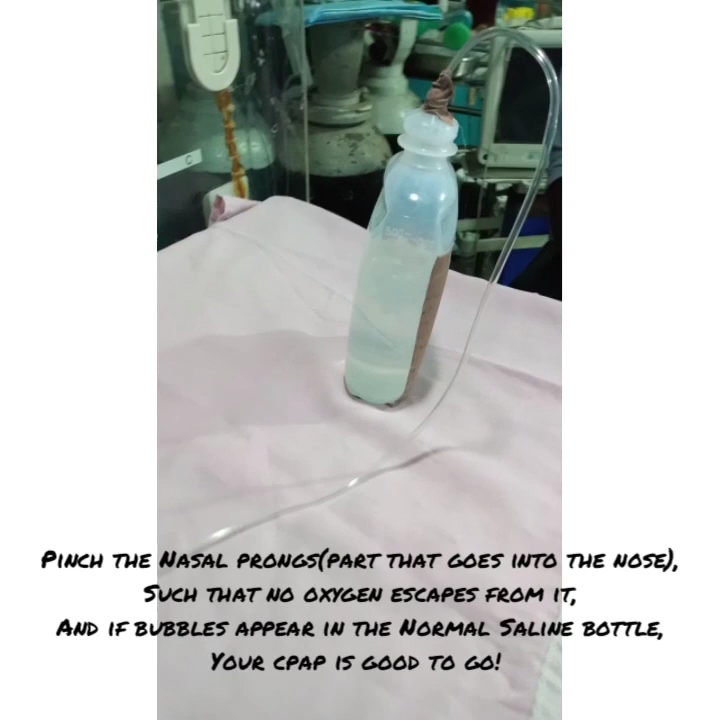 C
500
Pinch the Nasal prongs(part that goes into the nose),
Such that no oxygen escapes from it,
And if bubbles appear in the Normal Saline bottle,
Your cpap is good to go!